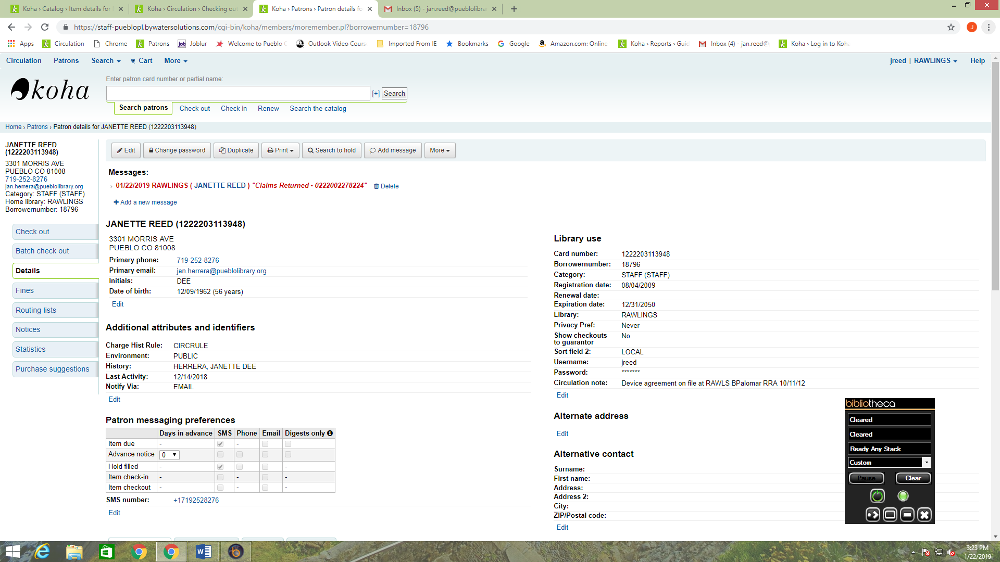 Koha › Catalog › Item details for
Koha › Circulation › Checking out
Koha › Patrons › Patron details fo
Inbox (5) - jan.reed@pueblolibra
https://staff-pueblopl.bywatersolutions.com/cgi-bin/koha/members/moremember.pl?borrowernumber=18796
J
Apps
Circulation
Chrome
Patrons
job Joblur
Welcome to Pueblo C
Outlook Video Cours
Imported From IE
Bookmarks
Google
Amazon.com: Online
Koha › Reports › Guid
Inbox (4) - jan.reed@
Koha › Log in to Koha
Circulation Patrons Search Cart More
jreed | RAWLINGS Help
koha
Enter patron card number or partial name:
[+] Search
Search patrons Check out Check in Renew Search the catalog
Home › Patrons › Patron details for JANETTE REED (1222203113948)
JANETTE REED
(1222203113948)
3301 MORRIS AVE
PUEBLO CO 81008
719-252-8276
jan.herrera@pueblolibrary.org
Category: STAFF (STAFF)
Home library: RAWLINGS
Borrowernumber: 18796
Check out
Batch check out
Details
Fines
Routing lists
Notices
Statistics
Purchase suggestions
Edit Change password Duplicate Print Search to hold Add message More
Messages:
01/22/2019 RAWLINGS ( JANETTE REED ) "Claims Returned - 0222002278224" Delete
+ Add a new message
JANETTE REED (1222203113948)
3301 MORRIS AVE
PUEBLO CO 81008
Primary phone: 719-252-8276
Primary email: jan.herrera@pueblolibrary.org
Initials: DEE
Date of birth: 12/09/1962 (56 years)
Edit
Additional attributes and identifiers
Charge Hist Rule: CIRCRULE
Environment: PUBLIC
History: HERRERA, JANETTE DEE
Last Activity: 12/14/2018
Notify Via: EMAIL
Edit
Patron messaging preferences
Days in advance SMS Phone Email Digests only
Item due - -
Advance notice 0
Hold filled - -
Item check-in - - -
Item checkout - - -
SMS number: +17192528276
Edit
Library use
Card number: 1222203113948
Borrowernumber: 18796
Category: STAFF (STAFF)
Registration date: 08/04/2009
Renewal date:
Expiration date: 12/31/2050
Library: RAWLINGS
Privacy Pref: Never
Show checkouts to guarantor No
Sort field 2: LOCAL
Username: jreed
Password: *******
Circulation note: Device agreement on file at RAWLS BPalomar RRA 10/11/12
Edit
Alternate address
Edit
Alternative contact
Surname:
First name:
Address:
Address 2:
City:
ZIP/Postal code:
Edit
bibliotheca
Cleared
Cleared
Ready Any Stack
Custom
Pause Clear
3:23 PM
1/22/2019